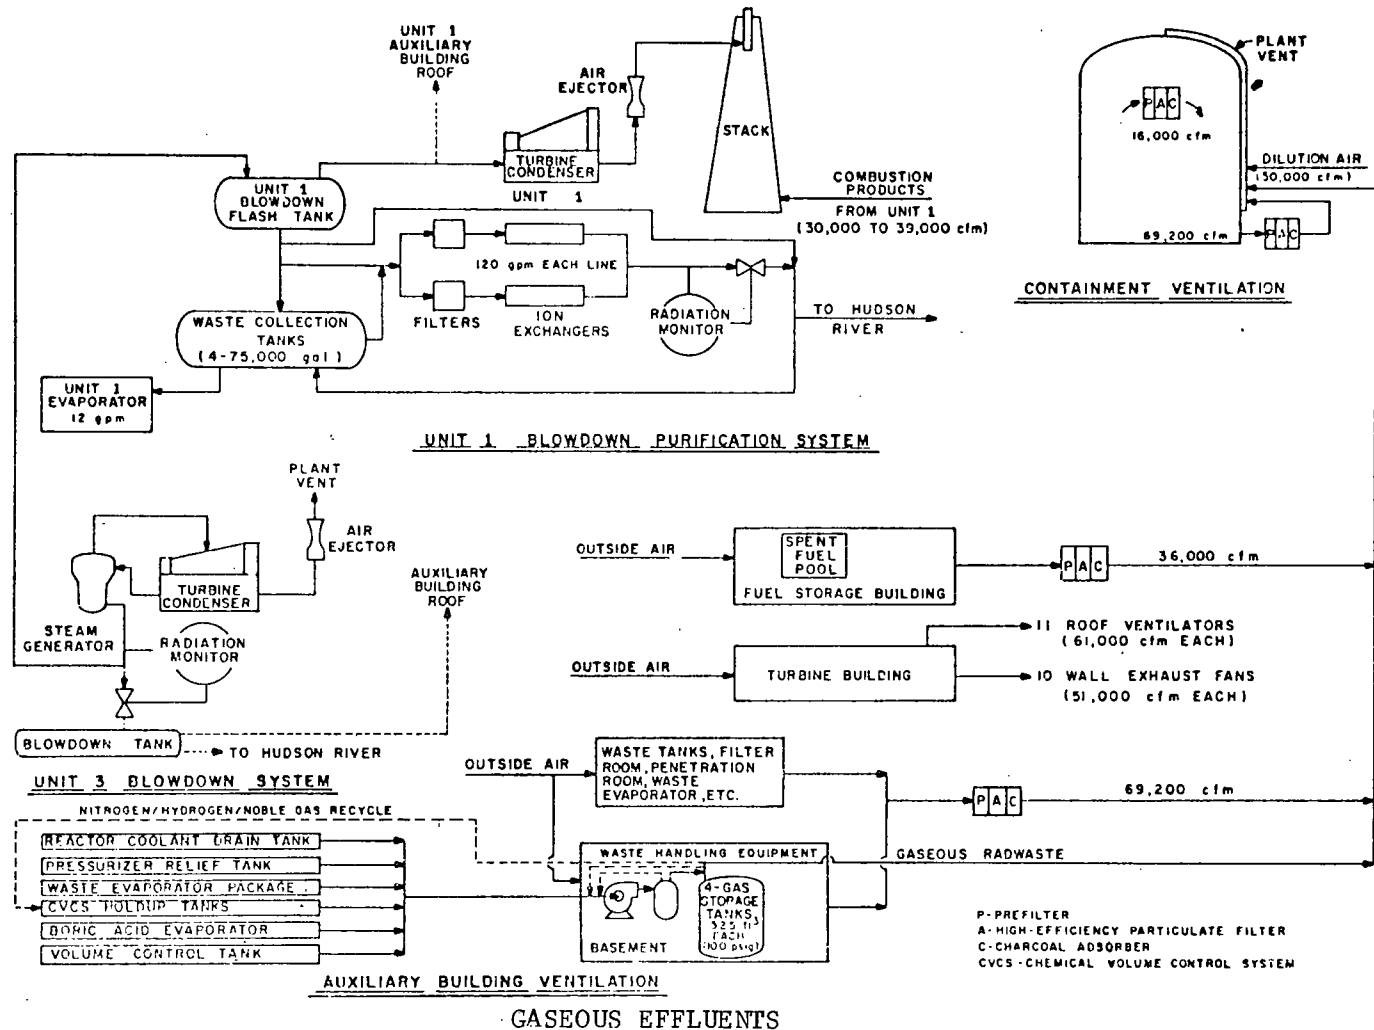 UNIT 1
AUXILIARY
BUILDING
ROOF
AIR
EJECTOR
STACK
TURBINE
CONDENSER
UNIT 1
COMBUSTION
PRODUCTS
FROM UNIT 1
(30,000 TO 39,000 cfm)
UNIT 1
BLOWDOWN
FLASH TANK
120 gpm EACH LINE
FILTERS
ION
EXCHANGERS
RADIATION
MONITOR
TO HUDSON
RIVER
WASTE COLLECTION
TANKS
(4-75,000 gal)
UNIT 1
EVAPORATOR
12 gpm
UNIT 1 BLOWDOWN PURIFICATION SYSTEM
PLANT
VENT
PAC
16,000 cfm
DILUTION AIR
69,200 cfm
PAC
CONTAINMENT VENTILATION
PLANT
VENT
AIR
EJECTOR
TURBINE
CONDENSER
STEAM
GENERATOR
RADIATION
MONITOR
AUXILIARY
BUILDING
ROOF
BLOWDOWN TANK
TO HUDSON RIVER
UNIT 3 BLOWDOWN SYSTEM
OUTSIDE AIR
SPENT
FUEL
POOL
FUEL STORAGE BUILDING
PAC
36,000 cfm
OUTSIDE AIR
TURBINE BUILDING
11 ROOF VENTILATORS
(61,000 cfm EACH)
10 WALL EXHAUST FANS
(51,000 cfm EACH)
OUTSIDE AIR
WASTE TANKS, FILTER
ROOM, PENETRATION
ROOM, WASTE
EVAPORATOR, ETC.
PAC
69,200 cfm
NITROGEN/HYDROGEN/NOBLE GAS RECYCLE
REACTOR COOLANT DRAIN TANK
PRESSURIZER RELIEF TANK
WASTE EVAPORATOR PACKAGE
CVCS HOLDUP TANKS
BORIC ACID EVAPORATOR
VOLUME CONTROL TANK
WASTE HANDLING EQUIPMENT
GASEOUS RADWASTE
4-GAS
STORAGE
TANKS,
525 ft3
EACH
(100 psig)
BASEMENT
AUXILIARY BUILDING VENTILATION
P-PREFILTER
A-HIGH-EFFICIENCY PARTICULATE FILTER
C-CHARCOAL ADSORBER
CVCS-CHEMICAL VOLUME CONTROL SYSTEM
GASEOUS EFFLUENTS